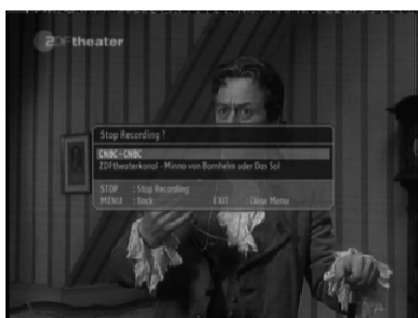 ZDFtheater
Stop Recording?
CNBC - CNBC
ZDFtheaterkanal - Minna von Barnhelm oder Das Sol
STOP : Stop Recording
MENU : Back EXIT : Close Menu